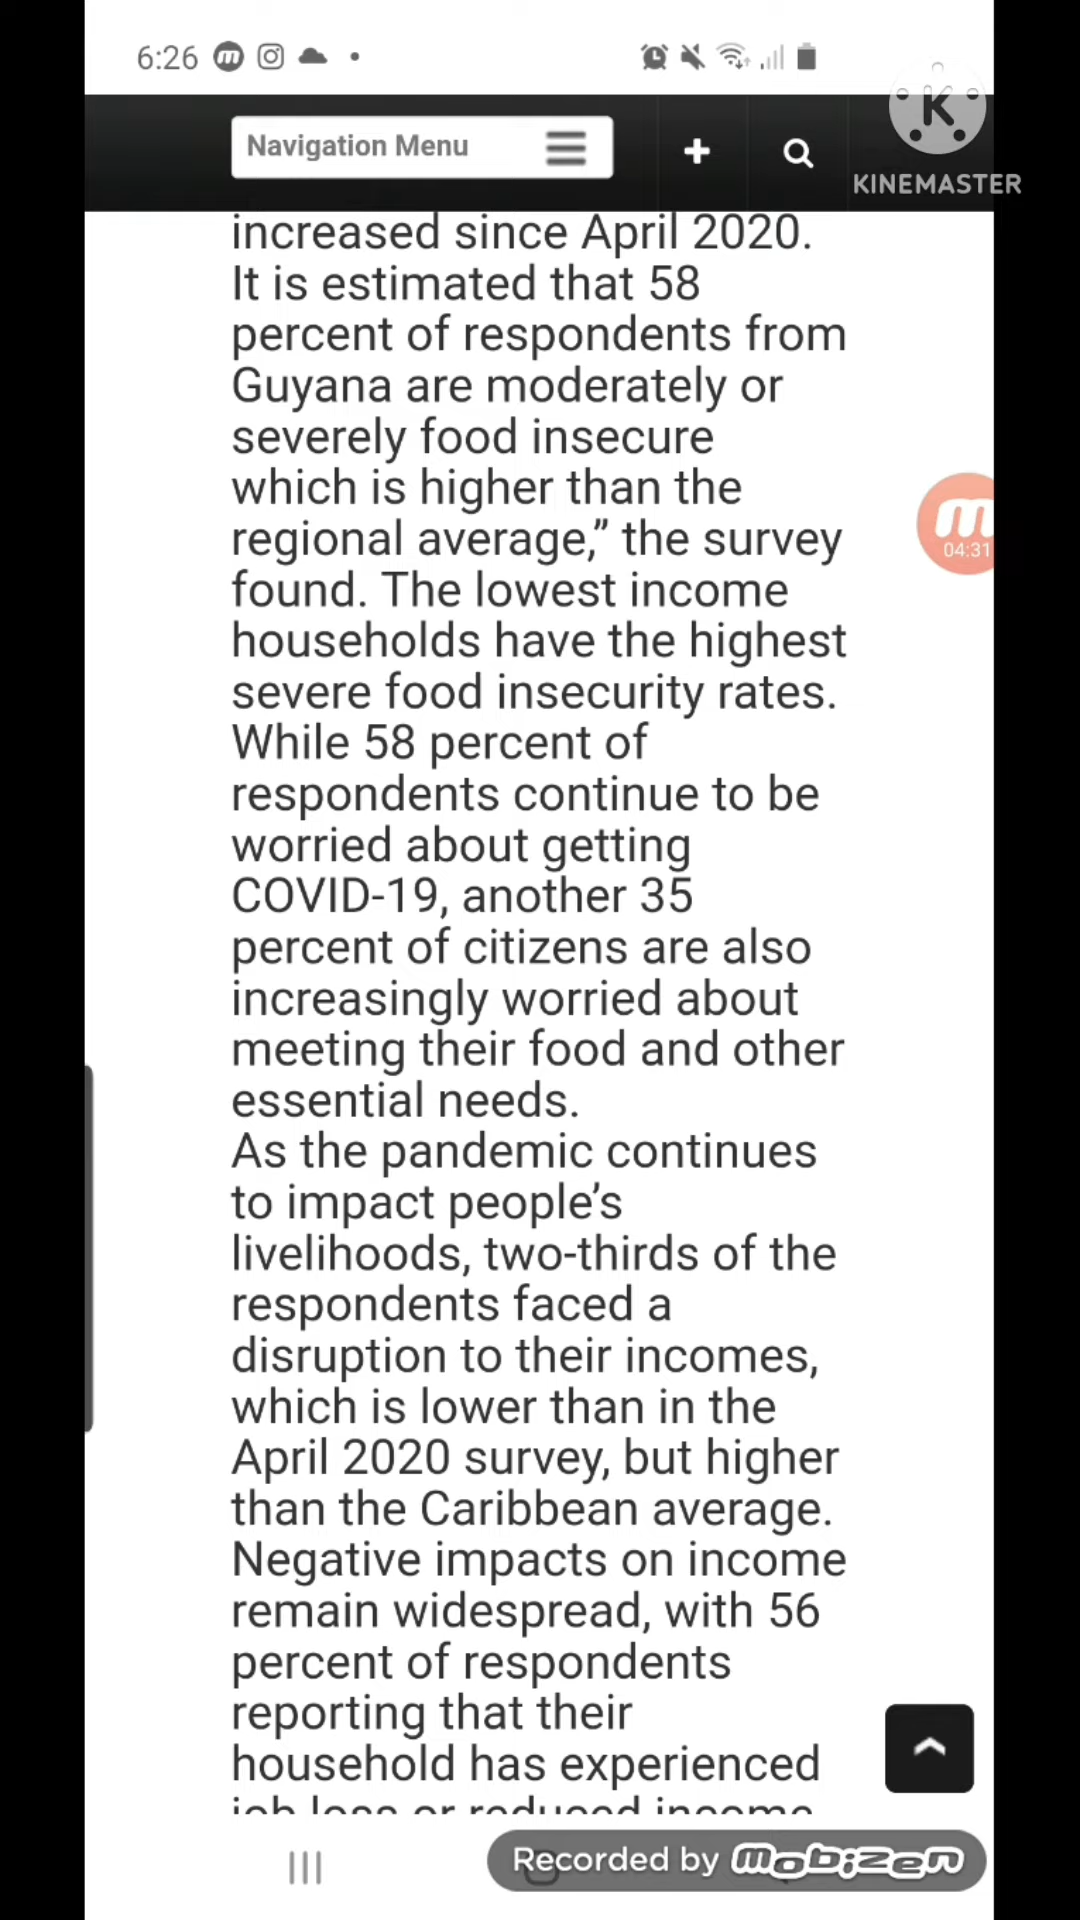 6:26
Navigation Menu
KINEMASTER
increased since April 2020.
It is estimated that 58
percent of respondents from
Guyana are moderately or
severely food insecure
which is higher than the
regional average,” the survey
found. The lowest income
households have the highest
severe food insecurity rates.
While 58 percent of
respondents continue to be
worried about getting
COVID-19, another 35
percent of citizens are also
increasingly worried about
meeting their food and other
essential needs.
As the pandemic continues
to impact people’s
livelihoods, two-thirds of the
respondents faced a
disruption to their incomes,
which is lower than in the
April 2020 survey, but higher
than the Caribbean average.
Negative impacts on income
remain widespread, with 56
percent of respondents
reporting that their
household has experienced
job loss or reduced income
04:31
Recorded by mobizen